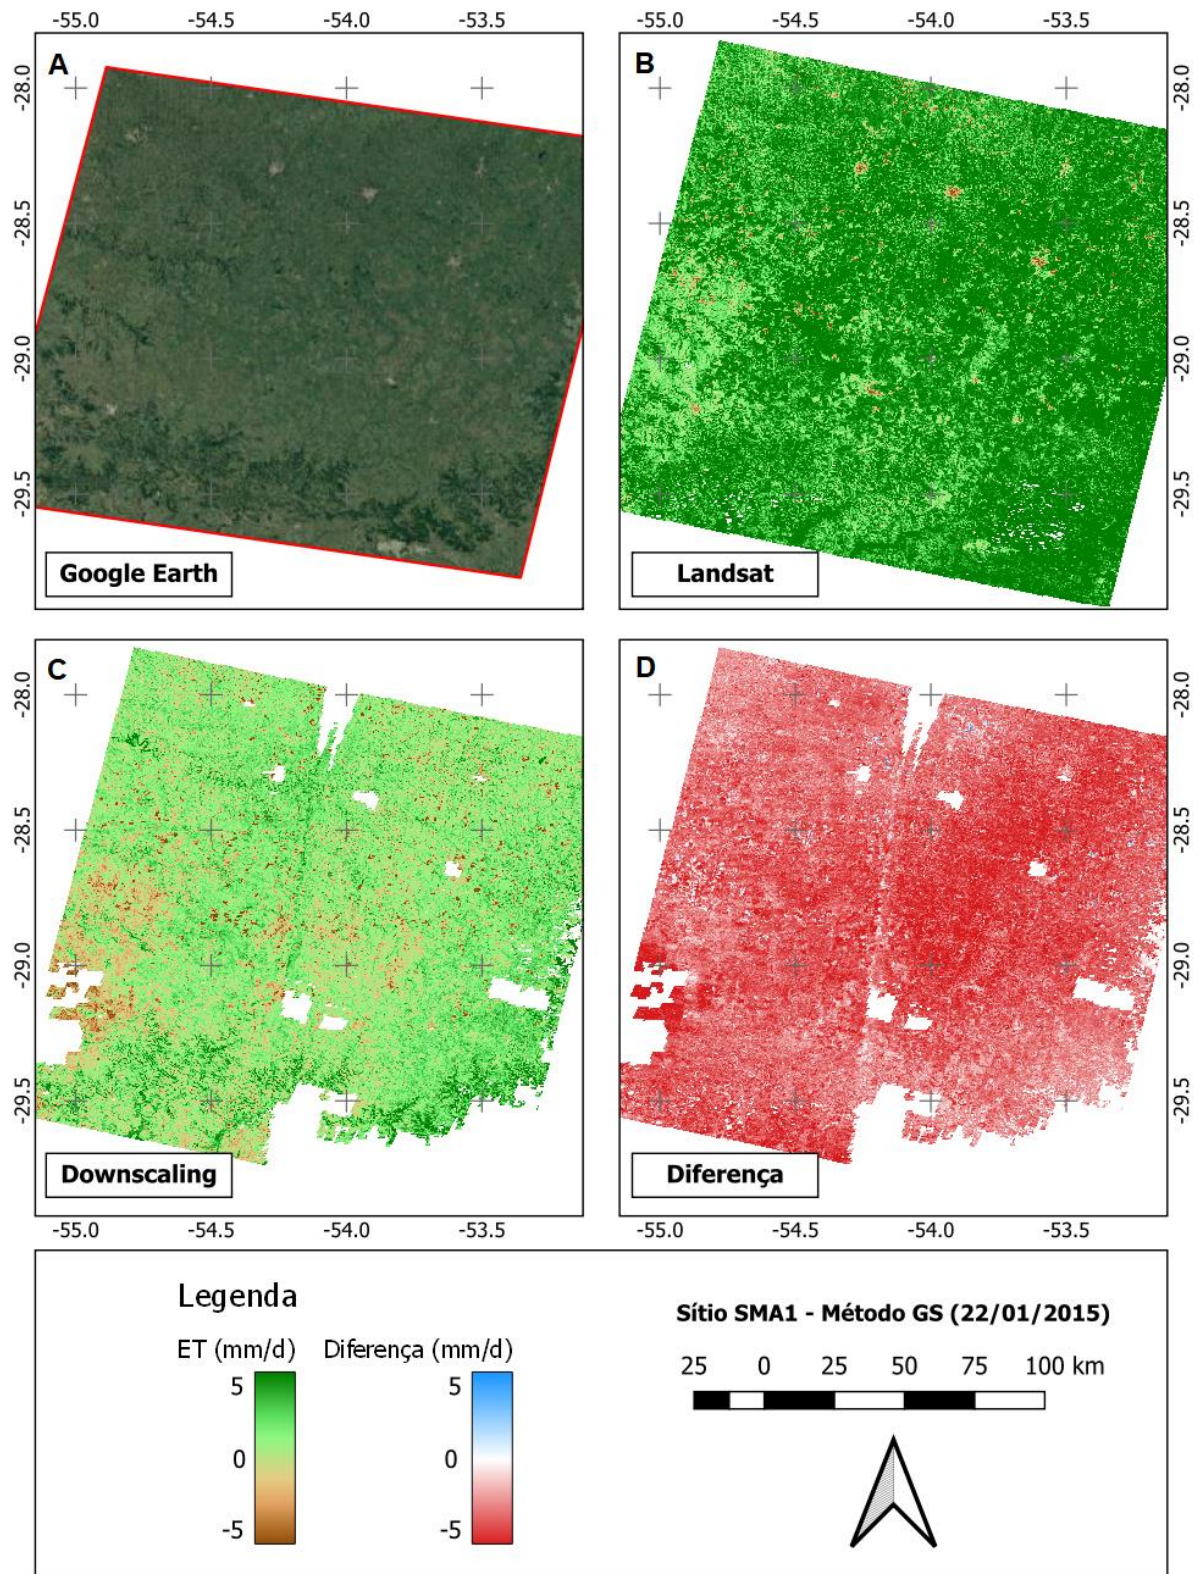 -55.0 -54.5 -54.0 -53.5 -55.0 -54.5 -54.0 -53.5
A
B
-28.0
-28.5
-29.0
-29.5
-28.0
-28.5
-29.0
-29.5
Google Earth
Landsat
C
D
-28.0
-28.5
-29.0
-29.5
-28.0
-28.5
-29.0
-29.5
Downscaling
Diferença
-55.0 -54.5 -54.0 -53.5 -55.0 -54.5 -54.0 -53.5
Legenda
ET (mm/d) Diferença (mm/d)
5 5
0 0
-5 -5
Sítio SMA1 - Método GS (22/01/2015)
25 0 25 50 75 100 km